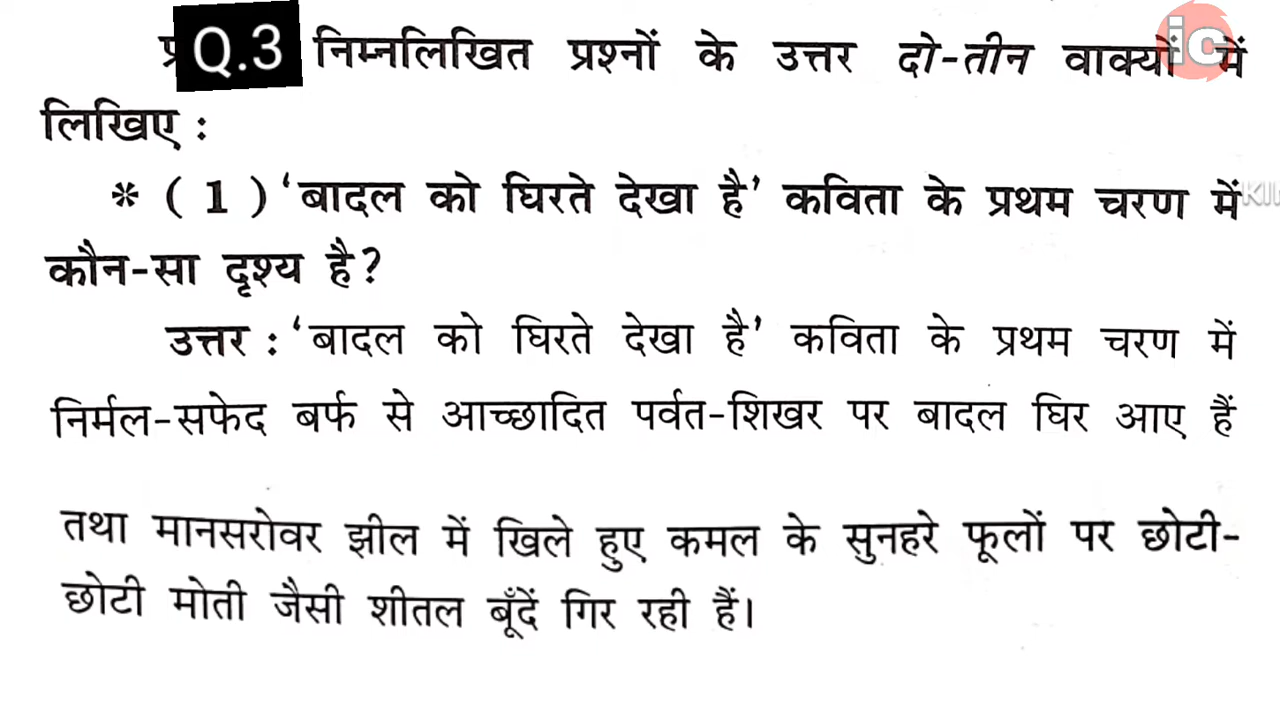 Q.3 निम्नलिखित प्रश्नों के उत्तर दो-तीन वाक्यों में
लिखिए :
* ( 1 ) ‘बादल को घिरते देखा है’ कविता के प्रथम चरण में
कौन-सा दृश्य है?
उत्तर : ‘बादल को घिरते देखा है’ कविता के प्रथम चरण में
निर्मल-सफेद बर्फ से आच्छादित पर्वत-शिखर पर बादल घिर आए हैं
तथा मानसरोवर झील में खिले हुए कमल के सुनहरे फूलों पर छोटी-
छोटी मोती जैसी शीतल बूँदें गिर रही हैं।
ic